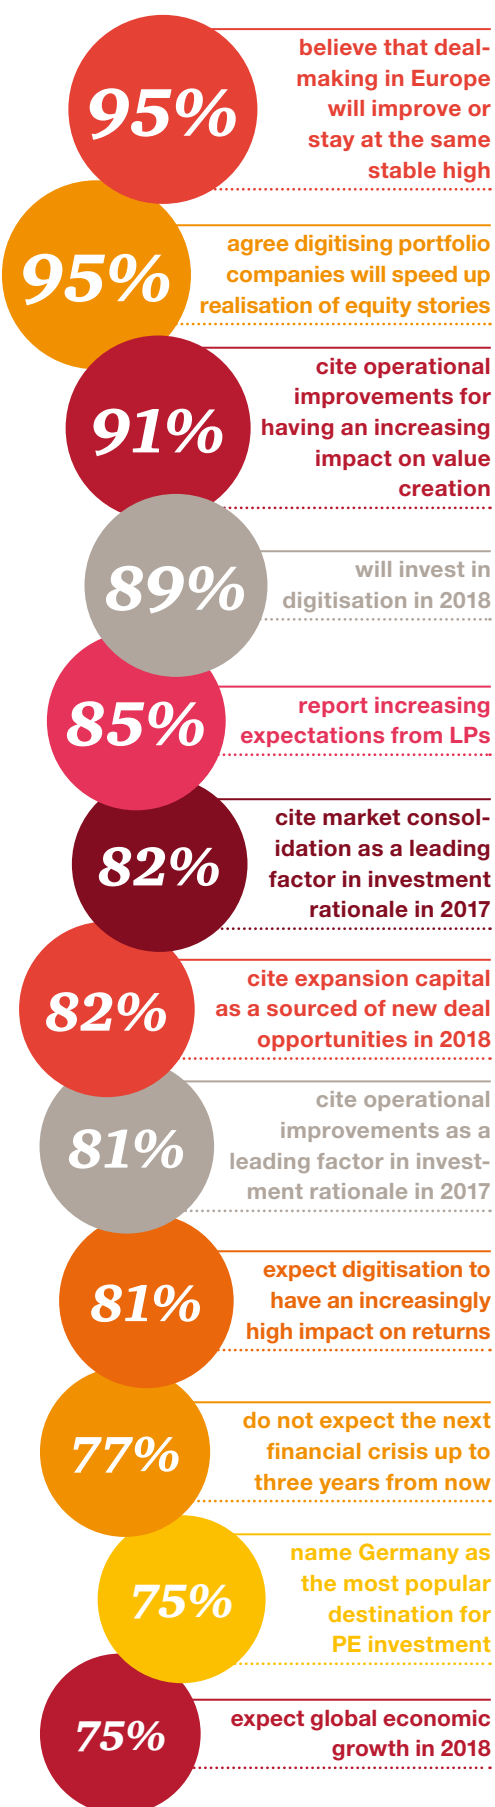 95%
believe that deal-
making in Europe
will improve or
stay at the same
stable high
95%
agree digitising portfolio
companies will speed up
realisation of equity stories
91%
cite operational
improvements for
having an increasing
impact on value
creation
89%
will invest in
digitisation in 2018
85%
report increasing
expectations from LPs
82%
cite market consol-
idation as a leading
factor in investment
rationale in 2017
82%
cite expansion capital
as a sourced of new deal
opportunities in 2018
81%
cite operational
improvements as a
leading factor in invest-
ment rationale in 2017
81%
expect digitisation to
have an increasingly
high impact on returns
77%
do not expect the next
financial crisis up to
three years from now
75%
name Germany as
the most popular
destination for
PE investment
75%
expect global economic
growth in 2018